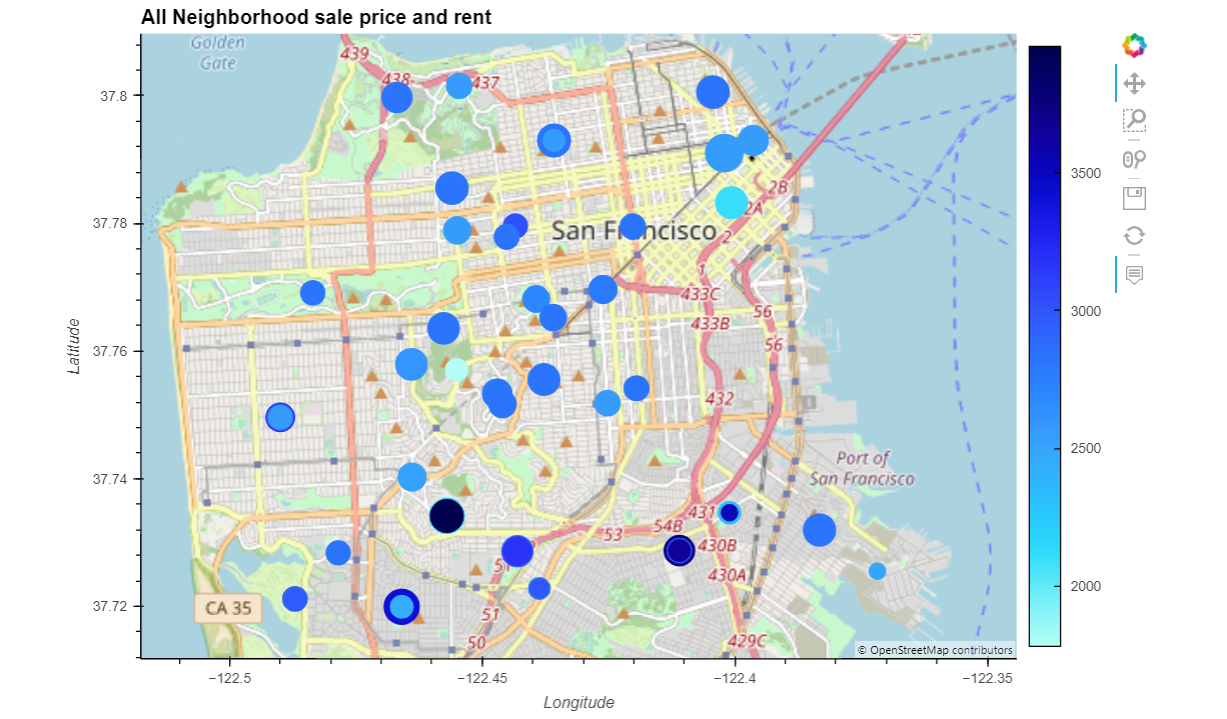 All Neighborhood sale price and rent
Golden
Gate
439
438
437
2B
2A
2
San Francisco
1
433C
56
433B
56
432
Port of
San Francisco
431
54B
53
430B
51
430A
CA 35
51
50
429C
© OpenStreetMap contributors
37.8
37.78
37.76
37.74
37.72
Latitude
−122.5
−122.45
−122.4
−122.35
Longitude
3500
3000
2500
2000